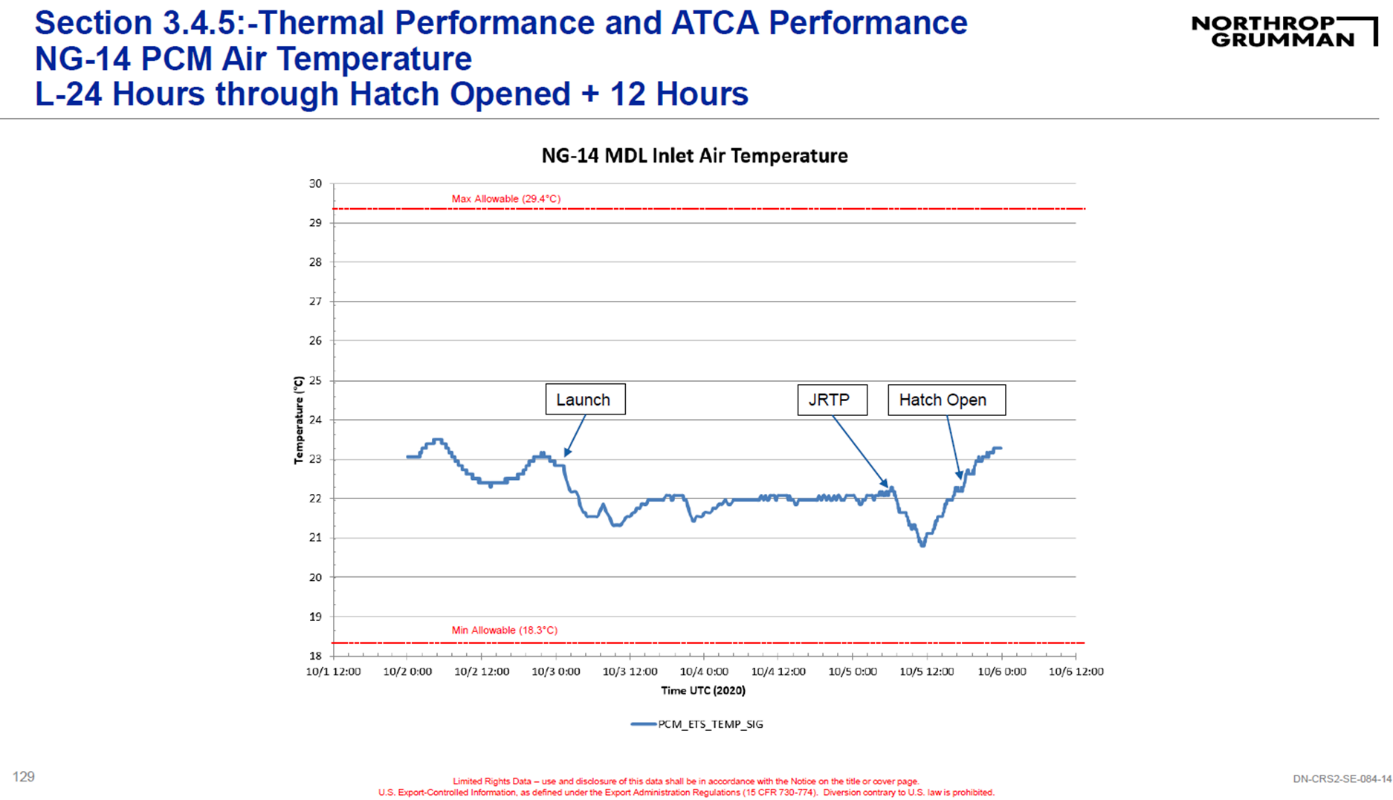 Section 3.4.5:-Thermal Performance and ATCA Performance
NG-14 PCM Air Temperature
L-24 Hours through Hatch Opened + 12 Hours
NORTHROP
GRUMMAN
NG-14 MDL Inlet Air Temperature
30
Max Allowable (29.4°C)
29
28
27
26
25
Launch
JRTP
Hatch Open
24
Temperature (°C)
23
22
21
20
19
Min Allowable (18.3°C)
18
10/1 12:00 10/2 0:00 10/2 12:00 10/3 0:00 10/3 12:00 10/4 0:00 10/4 12:00 10/5 0:00 10/5 12:00 10/6 0:00 10/6 12:00
Time UTC (2020)
PCM_ETS_TEMP_SIG
129
Limited Rights Data – use and disclosure of this data shall be in accordance with the Notice on the title or cover page.
U.S. Export-Controlled Information, as defined under the Export Administration Regulations (15 CFR 730-774). Diversion contrary to U.S. law is prohibited.
DN-CRS2-SE-084-14